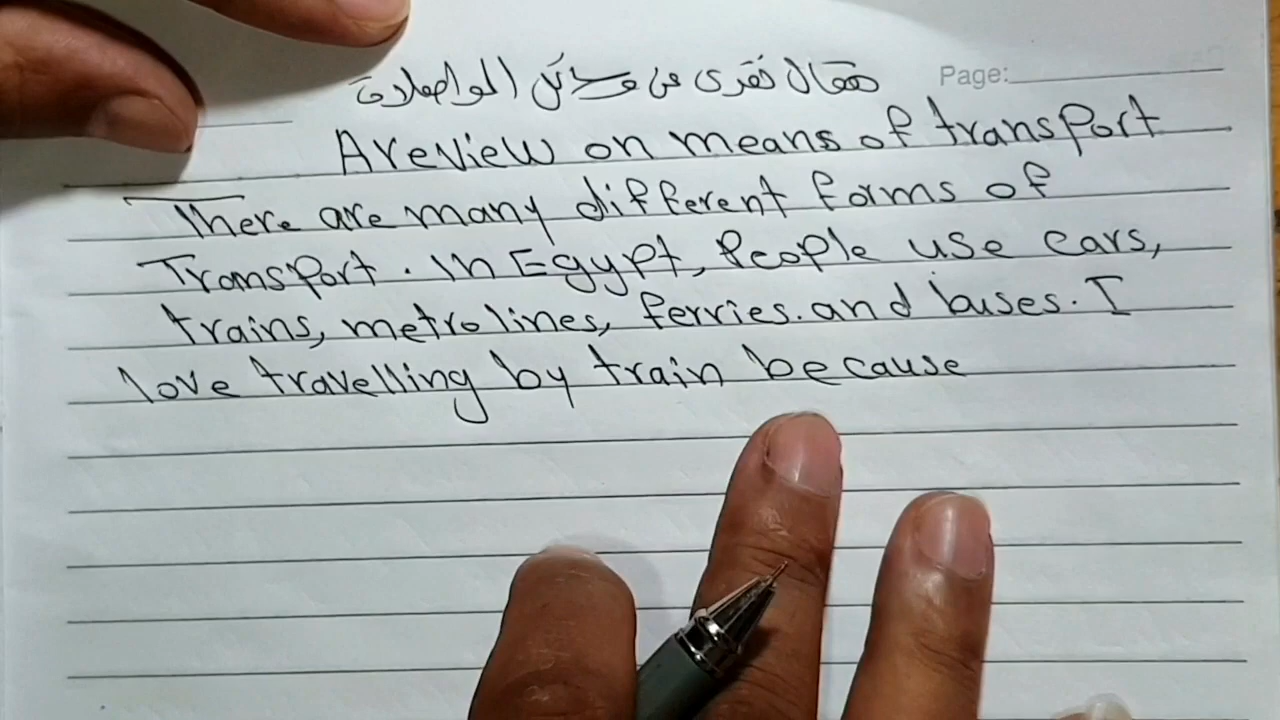 مقال نقدى عن وسائل المواصلات
Page:
A review on means of transport
There are many different forms of
Transport. In Egypt, People use cars,
trains, metro lines, ferries. and buses. I
love travelling by train because